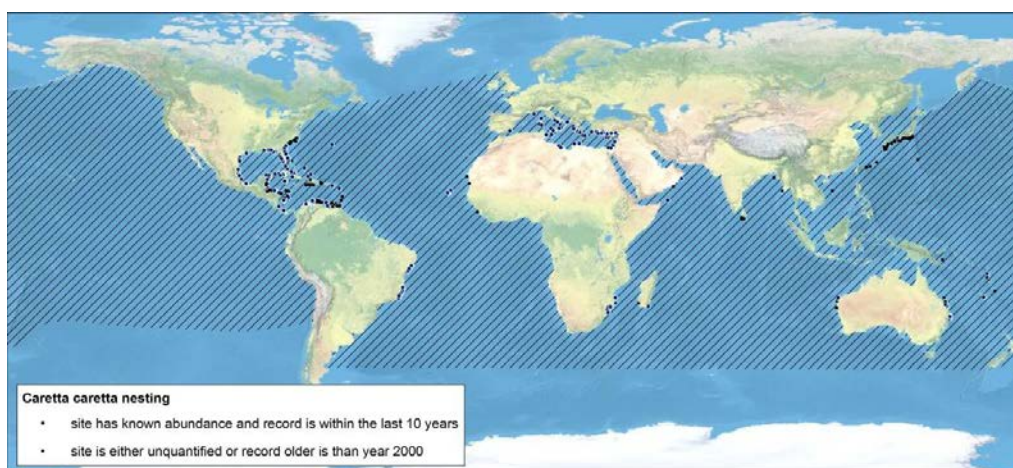 Caretta caretta nesting
site has known abundance and record is within the last 10 years
site is either unquantified or record older is than year 2000